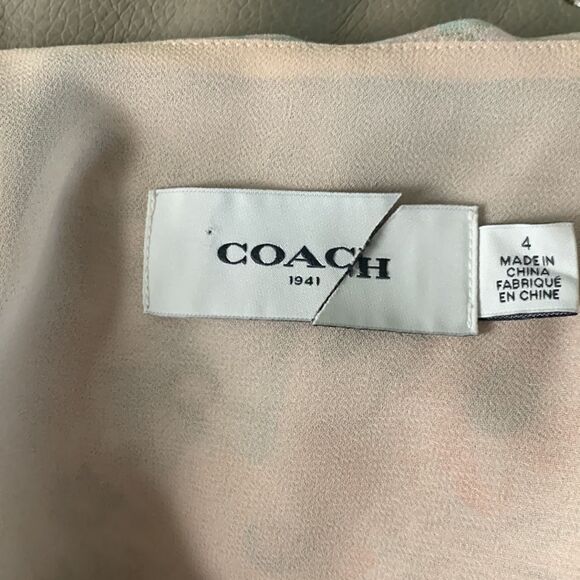 COACH
1941
4
MADE IN
CHINA
FABRIQUÉ
EN CHINE